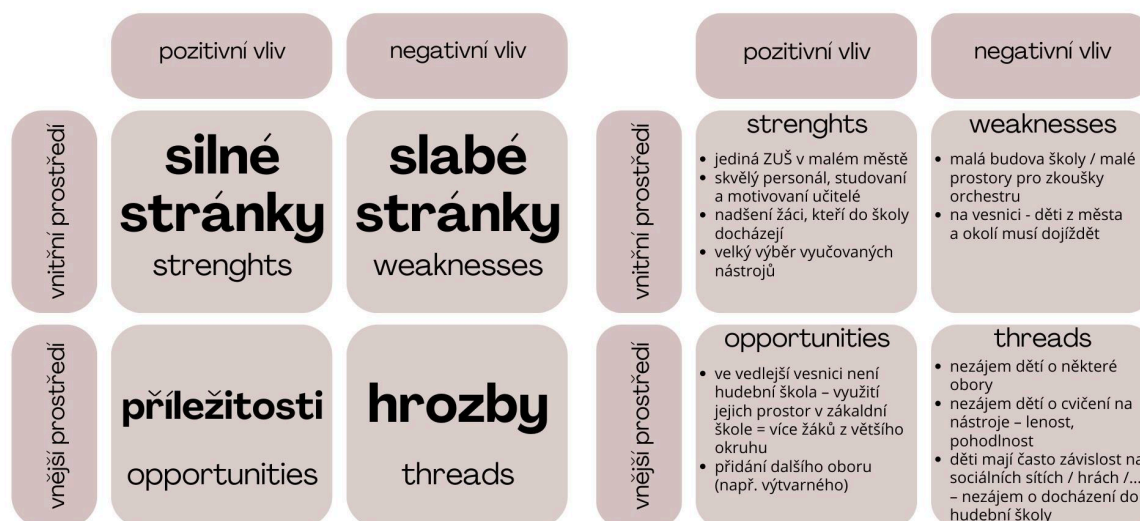 pozitivní vliv
negativní vliv
vnitřní prostředí
silné
stránky
strenghts
slabé
stránky
weaknesses
vnější prostředí
příležitosti
opportunities
hrozby
threads
pozitivní vliv
negativní vliv
vnitřní prostředí
strenghts
• jediná ZUŠ v malém městě
• skvělý personál, studovaní
a motivovaní učitelé
• nadšení žáci, kteří do školy
docházejí
• velký výběr vyučovaných
nástrojů
weaknesses
• malá budova školy / malé
prostory pro zkoušky
orchestru
• na vesnici - děti z města
a okolí musí dojíždět
vnější prostředí
opportunities
• ve vedlejší vesnici není
hudební škola – využití
jejich prostor v zákaldní
škole = více žáků z většího
okruhu
• přidání dalšího oboru
(např. výtvarného)
threads
• nezájem dětí o některé
obory
• nezájem dětí o cvičení na
nástroje – lenost,
pohodlnost
• děti mají často závislost na
sociálních sítích / hrách /...
– nezájem o docházení do
hudební školy